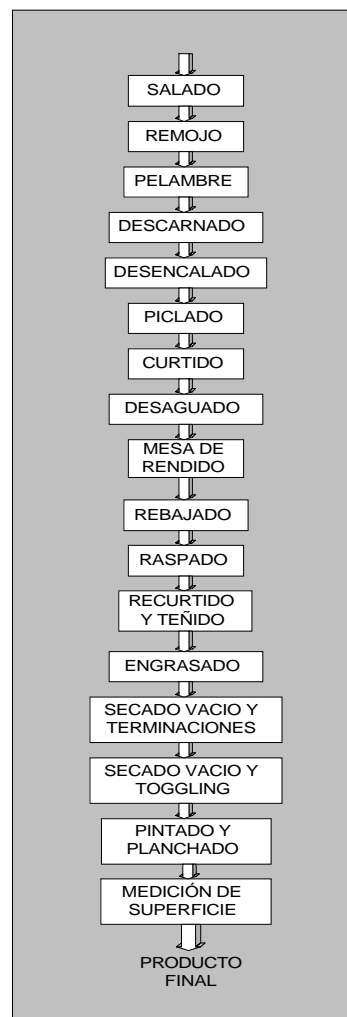 SALADO
REMOJO
PELAMBRE
DESCARNADO
DESENCALADO
PICLADO
CURTIDO
DESAGUADO
MESA DE
RENDIDO
REBAJADO
RASPADO
RECURTIDO
Y TEÑIDO
ENGRASADO
SECADO VACIO Y
TERMINACIONES
SECADO VACIO Y
TOGGLING
PINTADO Y
PLANCHADO
MEDICIÓN DE
SUPERFICIE
PRODUCTO
FINAL